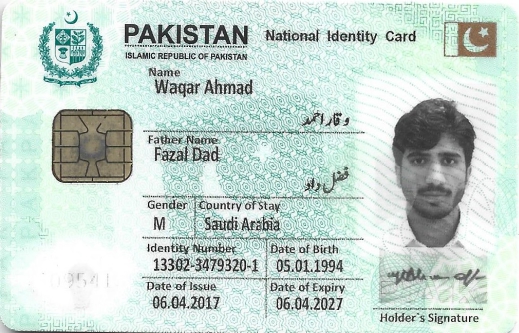 PAKISTAN National Identity Card
ISLAMIC REPUBLIC OF PAKISTAN
Name
Waqar Ahmad
وقار احمد
Father Name
Fazal Dad
فضل داد
Gender Country of Stay
M Saudi Arabia
Identity Number Date of Birth
13302-3479320-1 05.01.1994
Date of Issue Date of Expiry
06.04.2017 06.04.2027
Holder's Signature